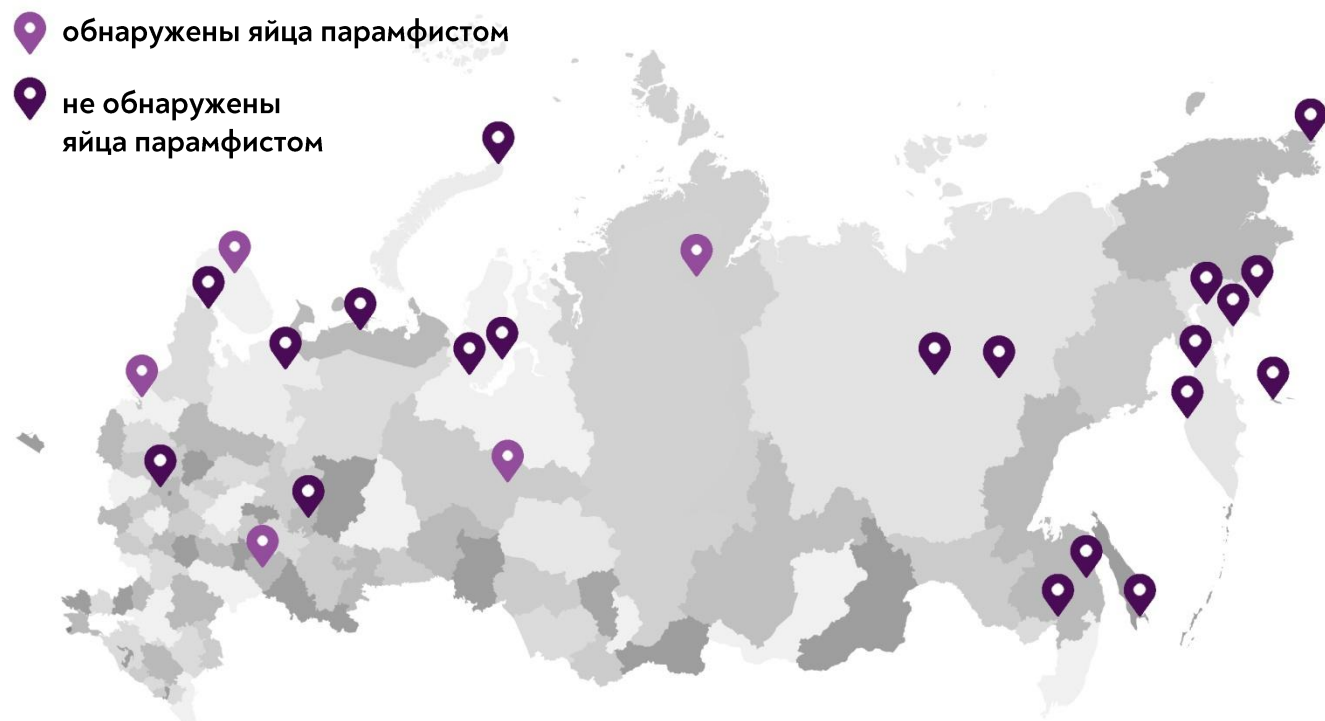 обнаружены яйца парамфистом
не обнаружены
яйца парамфистом